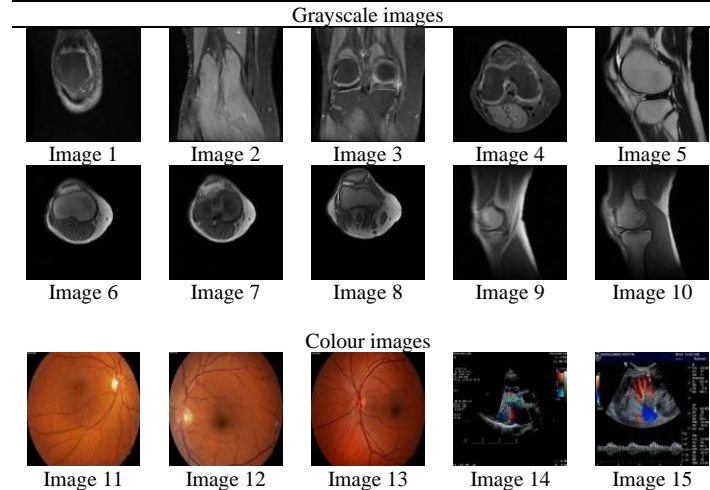 Grayscale images
Image 1 Image 2 Image 3 Image 4 Image 5
Image 6 Image 7 Image 8 Image 9 Image 10
Colour images
Image 11 Image 12 Image 13 Image 14 Image 15